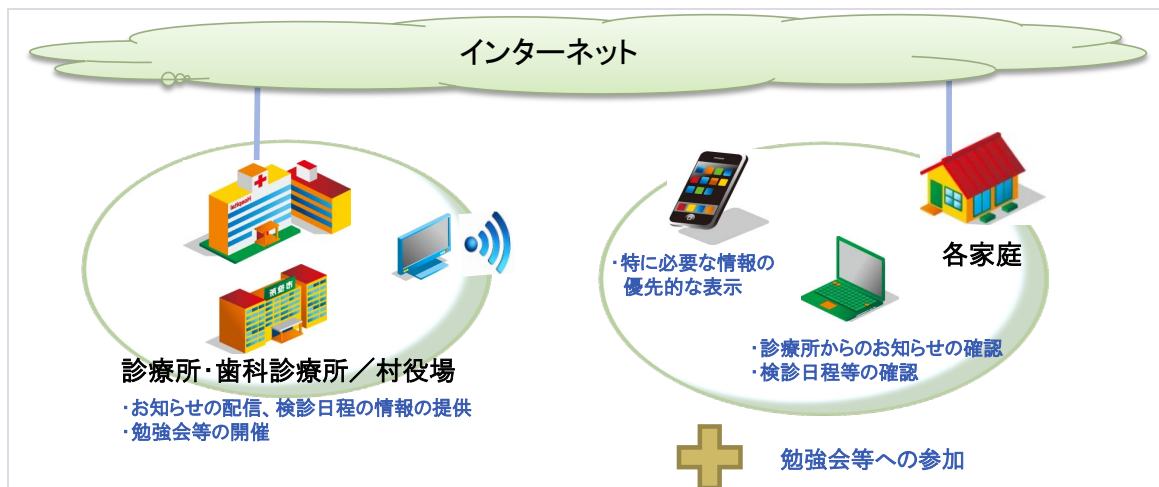 インターネット
・特に必要な情報の
優先的な表示
各家庭
・診療所からのお知らせの確認
・検診日程等の確認
診療所・歯科診療所／村役場
・お知らせの配信、検診日程の情報の提供
・勉強会等の開催
勉強会等への参加